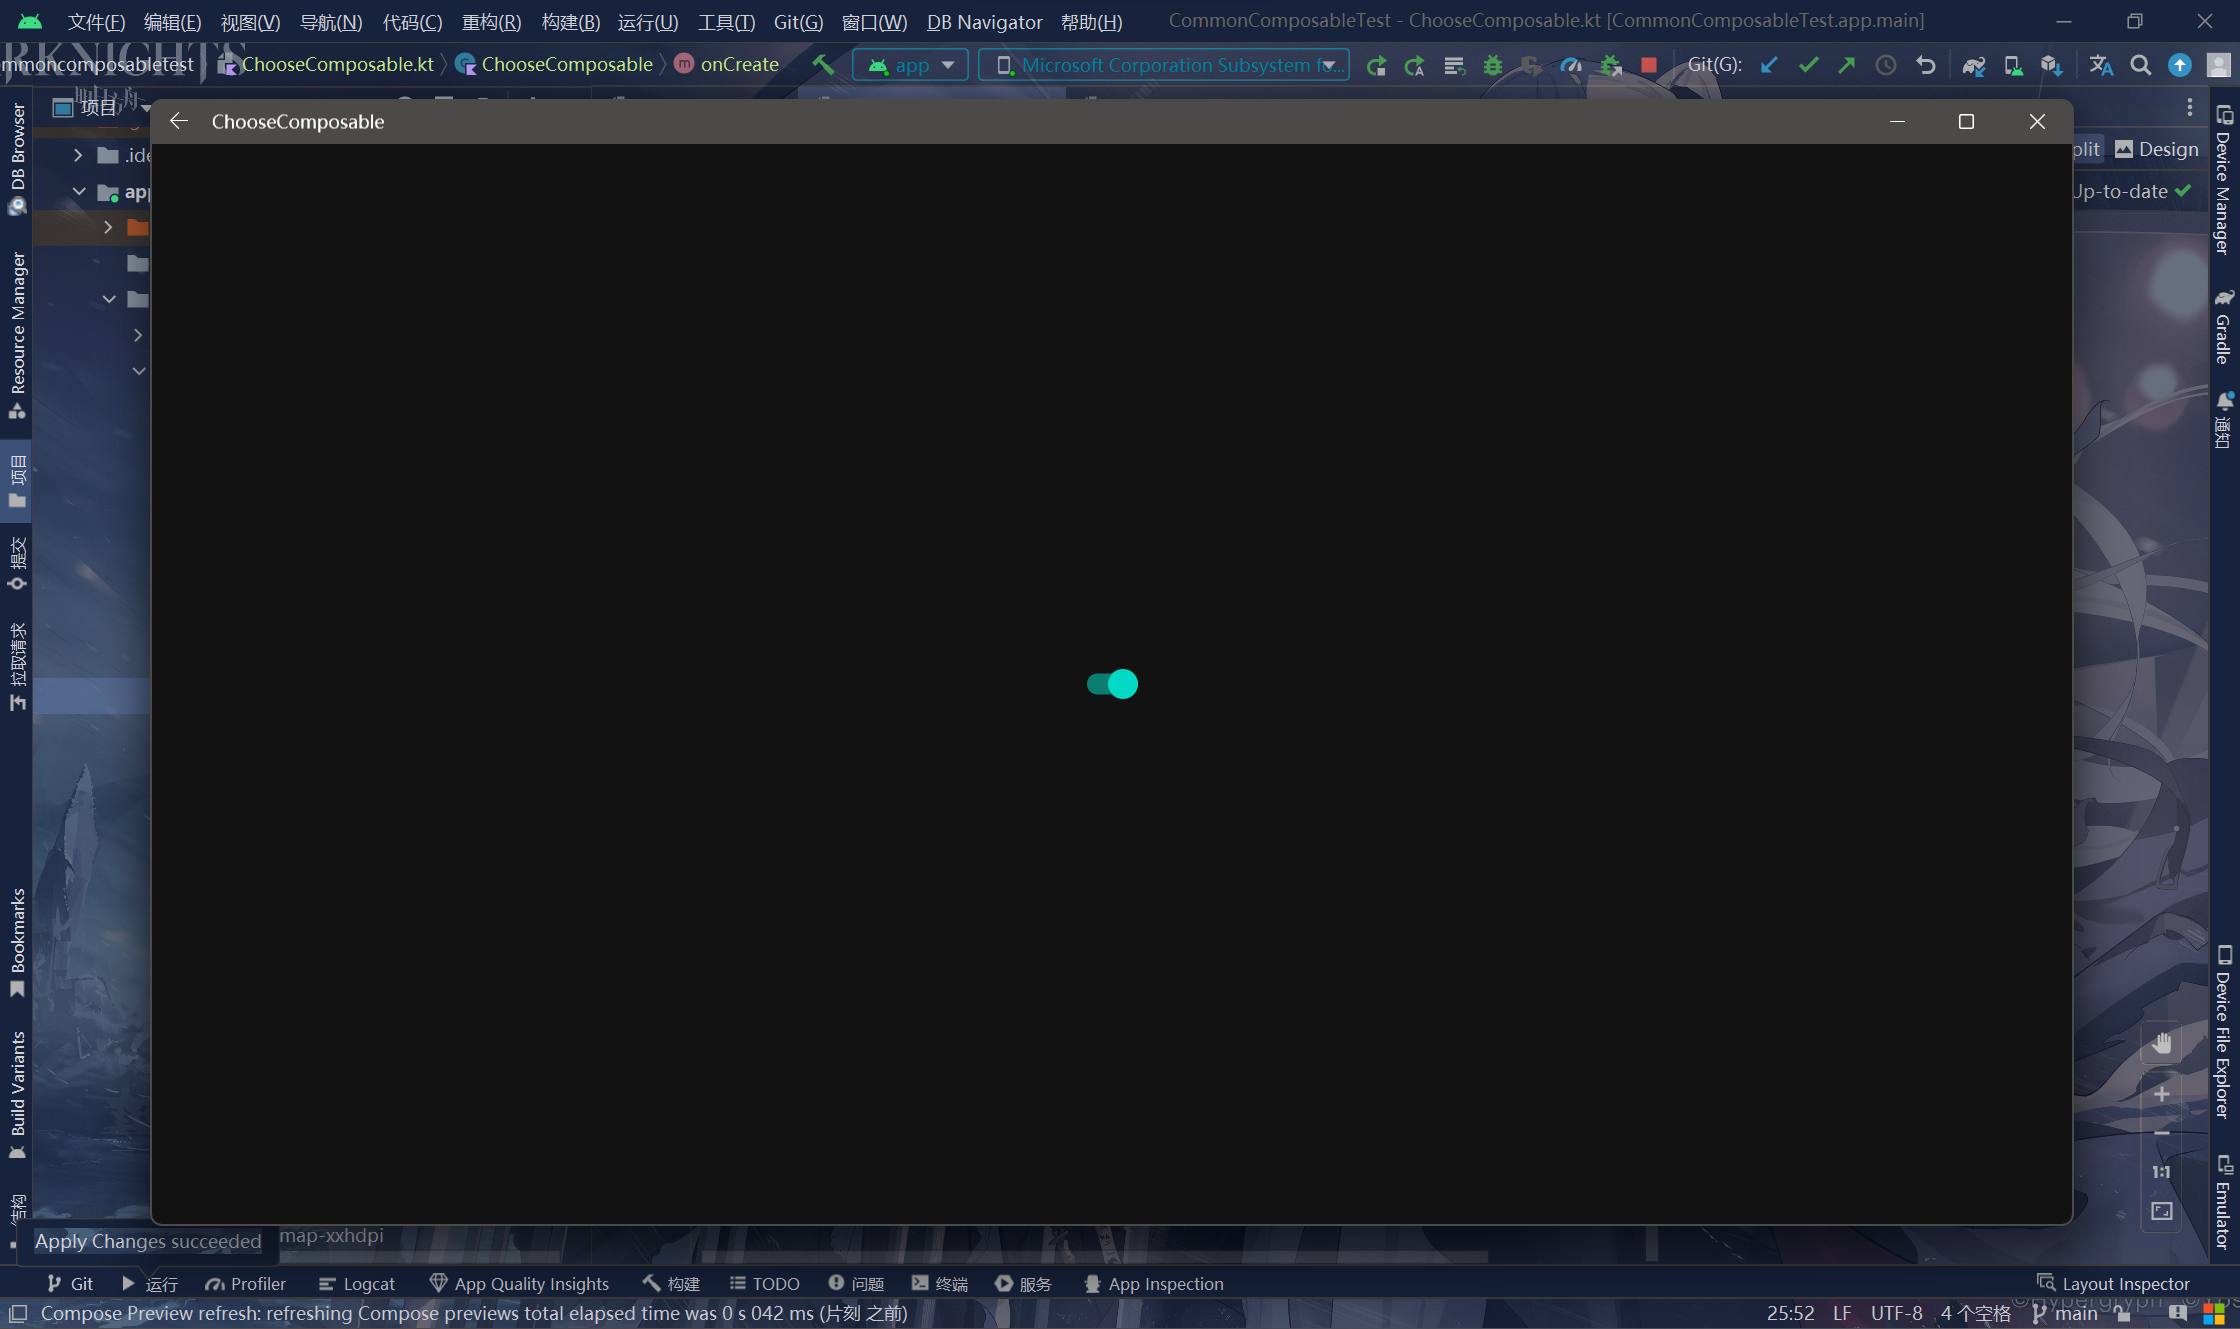 文件(F) 编辑(E) 视图(V) 导航(N) 代码(C) 重构(R) 构建(B) 运行(U) 工具(T) Git(G) 窗口(W) DB Navigator 帮助(H) CommonComposableTest - ChooseComposable.kt [CommonComposableTest.app.main]
mmoncomposabletest ChooseComposable.kt ChooseComposable onCreate app Microsoft Corporation Subsystem fo... Git(G):
项目
ChooseComposable
.ide
app
plit Design
Up-to-date
DB Browser
Resource Manager
项目
提交
拉取请求
Bookmarks
Build Variants
结构
Device Manager
Gradle
通知
Device File Explorer
Emulator
1:1
Apply Changes succeeded
map-xxhdpi
Git 运行 Profiler Logcat App Quality Insights 构建 TODO 问题 终端 服务 App Inspection Layout Inspector
Compose Preview refresh: refreshing Compose previews total elapsed time was 0 s 042 ms (片刻 之前) 25:52 LF UTF-8 4 个空格 main